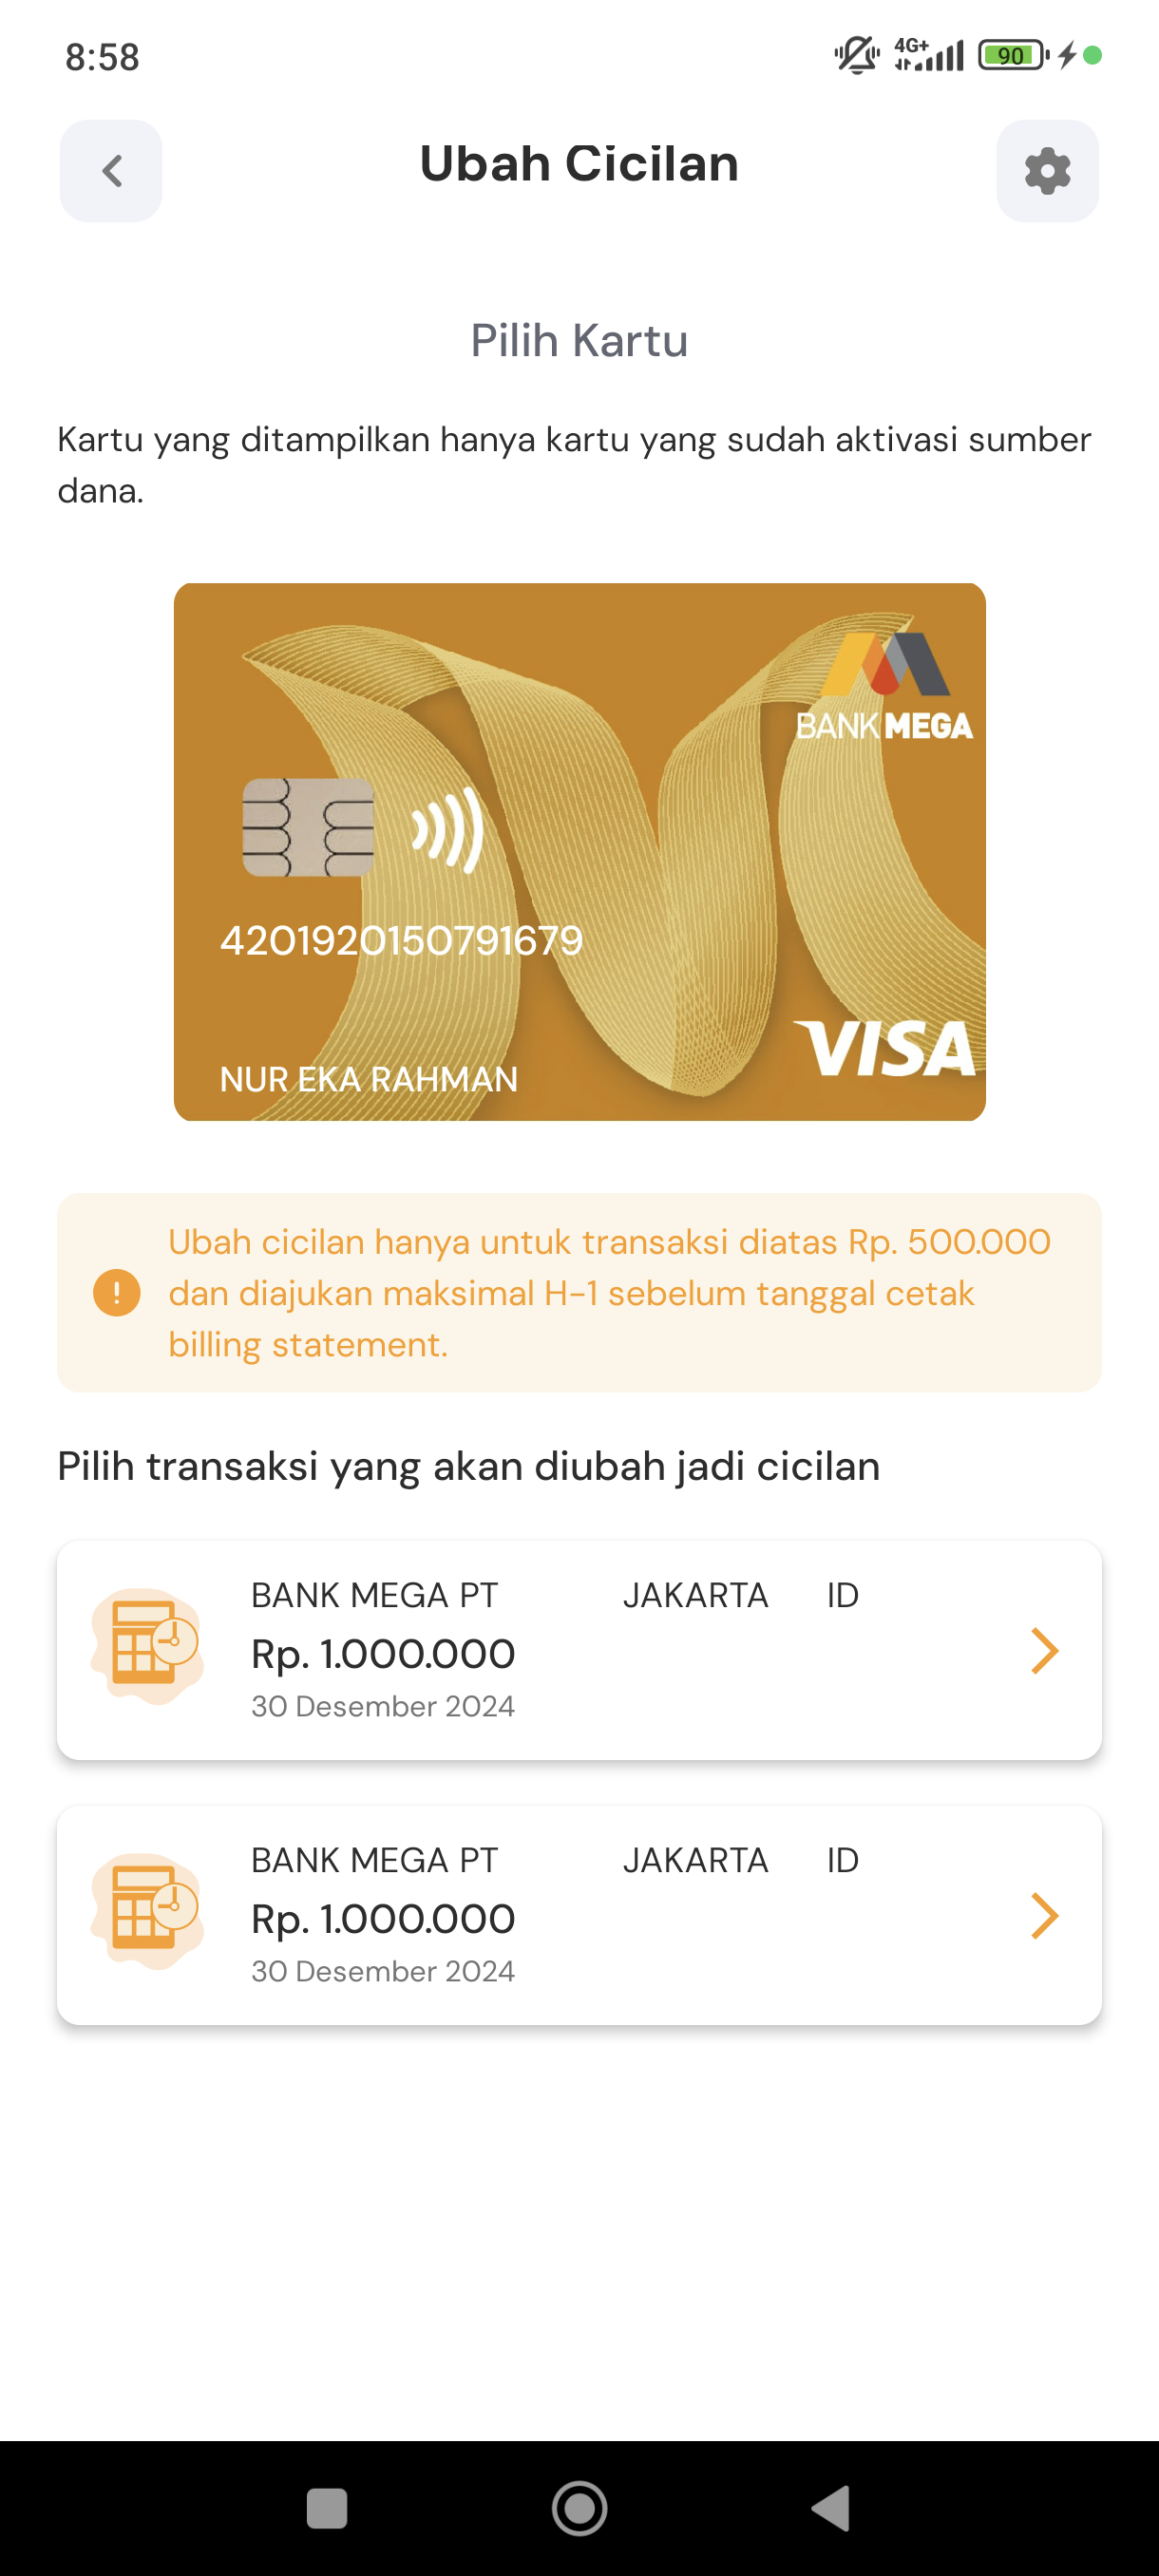 8:58
4G+
90
Ubah Cicilan
Pilih Kartu
Kartu yang ditampilkan hanya kartu yang sudah aktivasi sumber
dana.
BANK MEGA
4201920150791679
VISA
NUR EKA RAHMAN
Ubah cicilan hanya untuk transaksi diatas Rp. 500.000
dan diajukan maksimal H-1 sebelum tanggal cetak
billing statement.
Pilih transaksi yang akan diubah jadi cicilan
BANK MEGA PT JAKARTA ID
Rp. 1.000.000
30 Desember 2024
BANK MEGA PT JAKARTA ID
Rp. 1.000.000
30 Desember 2024